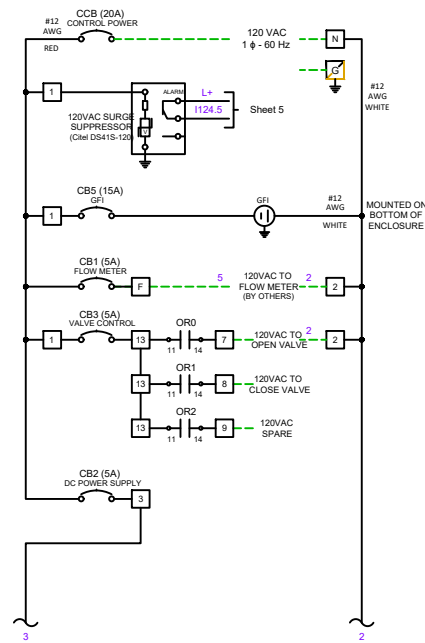 CCB (20A)
CONTROL POWER
#12
AWG
RED
120 VAC
1 ϕ - 60 Hz
N
G
#12
AWG
WHITE
1
ALARM
L+
I124.5
Sheet 5
120VAC SURGE
SUPPRESSOR
(Citel DS41S-120)
V
CB5 (15A)
GFI
1
GFI
#12
AWG
WHITE
MOUNTED ON
BOTTOM OF
ENCLOSURE
CB1 (5A)
FLOW METER
F
5
120VAC TO
FLOW METER
(BY OTHERS)
2
2
CB3 (5A)
VALVE CONTROL
1
13
OR0
11
14
7
120VAC TO
OPEN VALVE
2
2
13
OR1
11
14
8
120VAC TO
CLOSE VALVE
13
OR2
11
14
9
120VAC
SPARE
CB2 (5A)
DC POWER SUPPLY
3
3
2